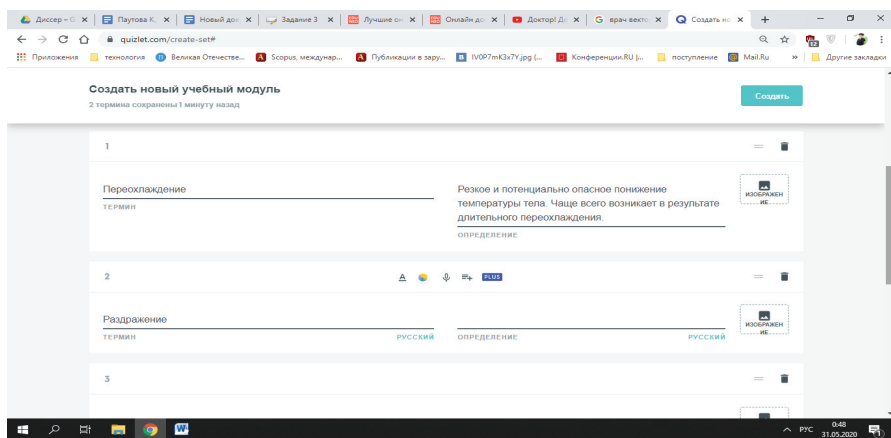 Диссер – G
Паутова К.
Новый док
Задание 3
Лучшие он
Онлайн до
Доктор! До
врач векто
Создать но
quizlet.com/create-set#
Приложения
технология
Великая Отечестве...
Scopus, междунар...
Публикации в зару...
IV0P7mK3x7Y.jpg (...
Конференции.RU |...
поступление
Mail.Ru
»
Другие закладки
Создать новый учебный модуль
2 термина сохранены 1 минуту назад
Создать
1
Переохлаждение
ТЕРМИН
Резкое и потенциально опасное понижение
температуры тела. Чаще всего возникает в результате
длительного переохлаждения.
ОПРЕДЕЛЕНИЕ
ИЗОБРАЖЕН
ИЕ
2
PLUS
Раздражение
ТЕРМИН
РУССКИЙ
ОПРЕДЕЛЕНИЕ
РУССКИЙ
ИЗОБРАЖЕН
ИЕ
3
РУС
0:48
31.05.2020